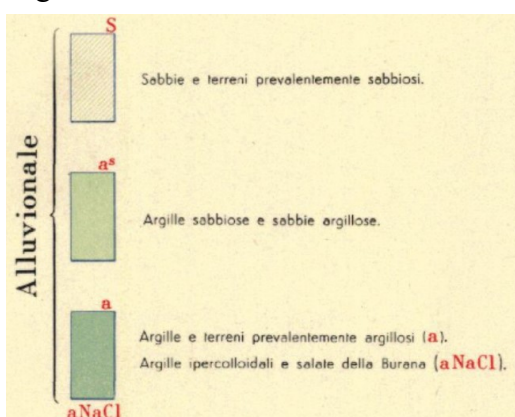 Alluvionale
S
Sabbie e terreni prevalentemente sabbiosi.
aˢ
Argille sabbiose e sabbie argillose.
a
Argille e terreni prevalentemente argillosi (a).
Argille ipercolloidali e salate della Burana (aNaCl).
aNaCl